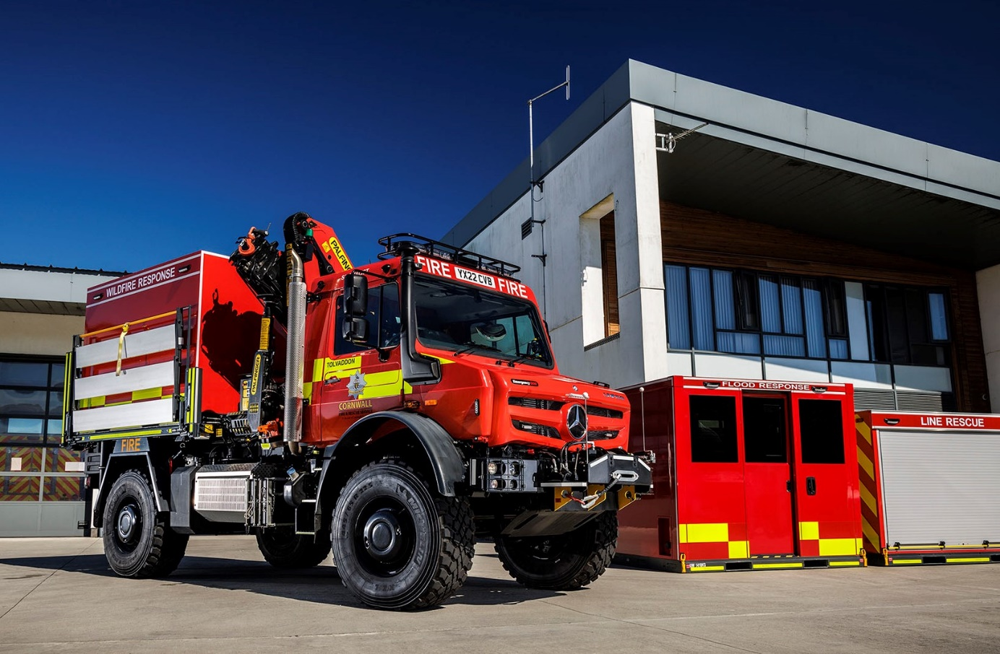 WILDFIRE RESPONSE
PALFINGER
FIRE YX22 CVB FIRE
TOLVADDON
PALFINGER
CORNWALL
FIRE
FLOOD RESPONSE
LINE RESCUE